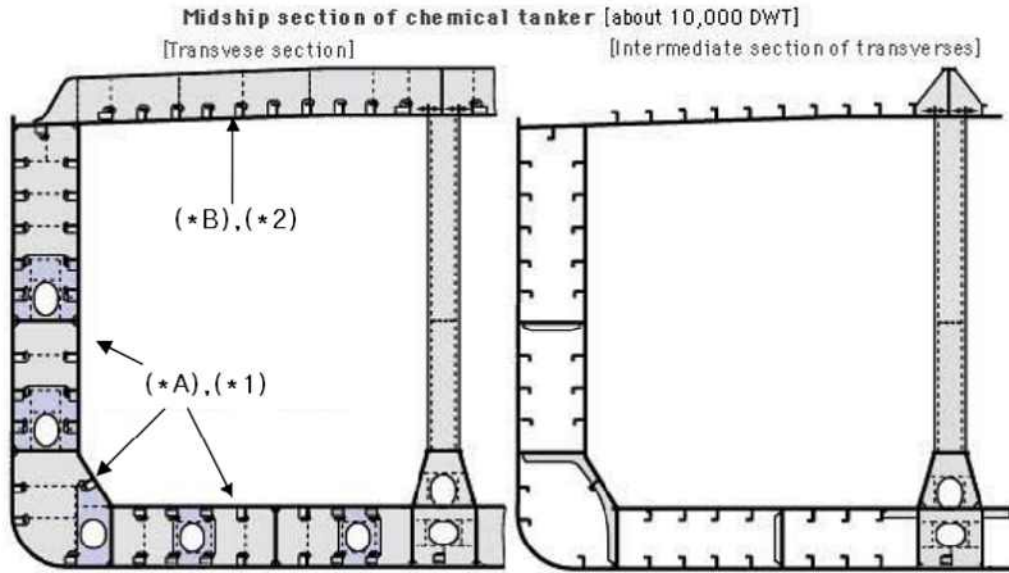 Midship section of chemical tanker [about 10,000 DWT]
[Transvese section]
[Intermediate section of transverses]
(*B),(*2)
(*A),(*1)